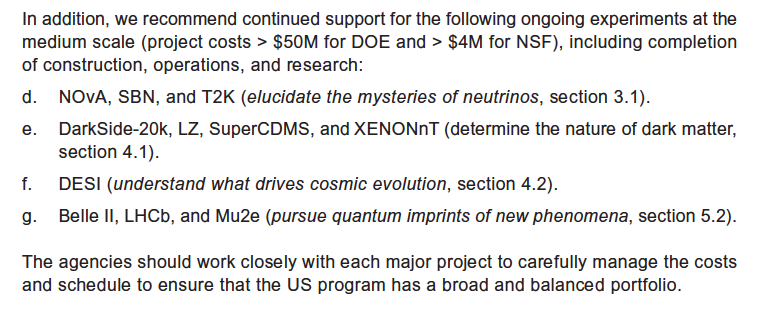 In addition, we recommend continued support for the following ongoing experiments at the
medium scale (project costs > $50M for DOE and > $4M for NSF), including completion
of construction, operations, and research:
d. NOvA, SBN, and T2K (elucidate the mysteries of neutrinos, section 3.1).
e. DarkSide-20k, LZ, SuperCDMS, and XENONnT (determine the nature of dark matter,
section 4.1).
f. DESI (understand what drives cosmic evolution, section 4.2).
g. Belle II, LHCb, and Mu2e (pursue quantum imprints of new phenomena, section 5.2).
The agencies should work closely with each major project to carefully manage the costs
and schedule to ensure that the US program has a broad and balanced portfolio.